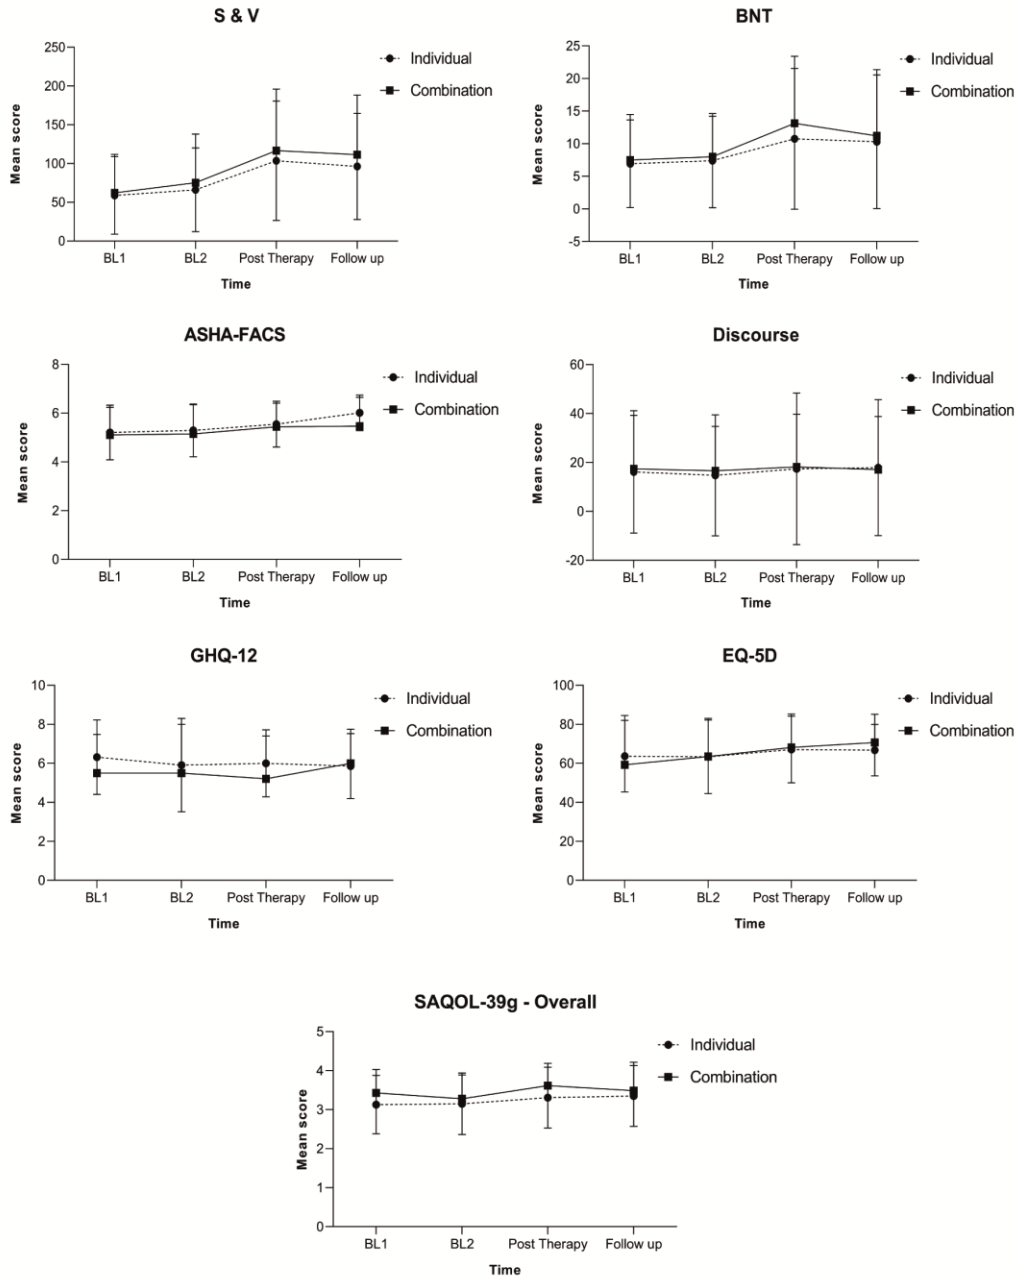 S & V
250
200
150
100
50
0
Mean score
BL1 BL2 Post Therapy Follow up
Time
Individual
Combination
BNT
25
20
15
10
5
0
-5
Mean score
BL1 BL2 Post Therapy Follow up
Time
Individual
Combination
ASHA-FACS
8
6
4
2
0
Mean score
BL1 BL2 Post Therapy Follow up
Time
Individual
Combination
Discourse
60
40
20
0
-20
Mean score
BL1 BL2 Post Therapy Follow up
Time
Individual
Combination
GHQ-12
10
8
6
4
2
0
Mean score
BL1 BL2 Post Therapy Follow up
Time
Individual
Combination
EQ-5D
100
80
60
40
20
0
Mean score
BL1 BL2 Post Therapy Follow up
Time
Individual
Combination
SAQOL-39g - Overall
5
4
3
2
1
0
Mean score
BL1 BL2 Post Therapy Follow up
Time
Individual
Combination